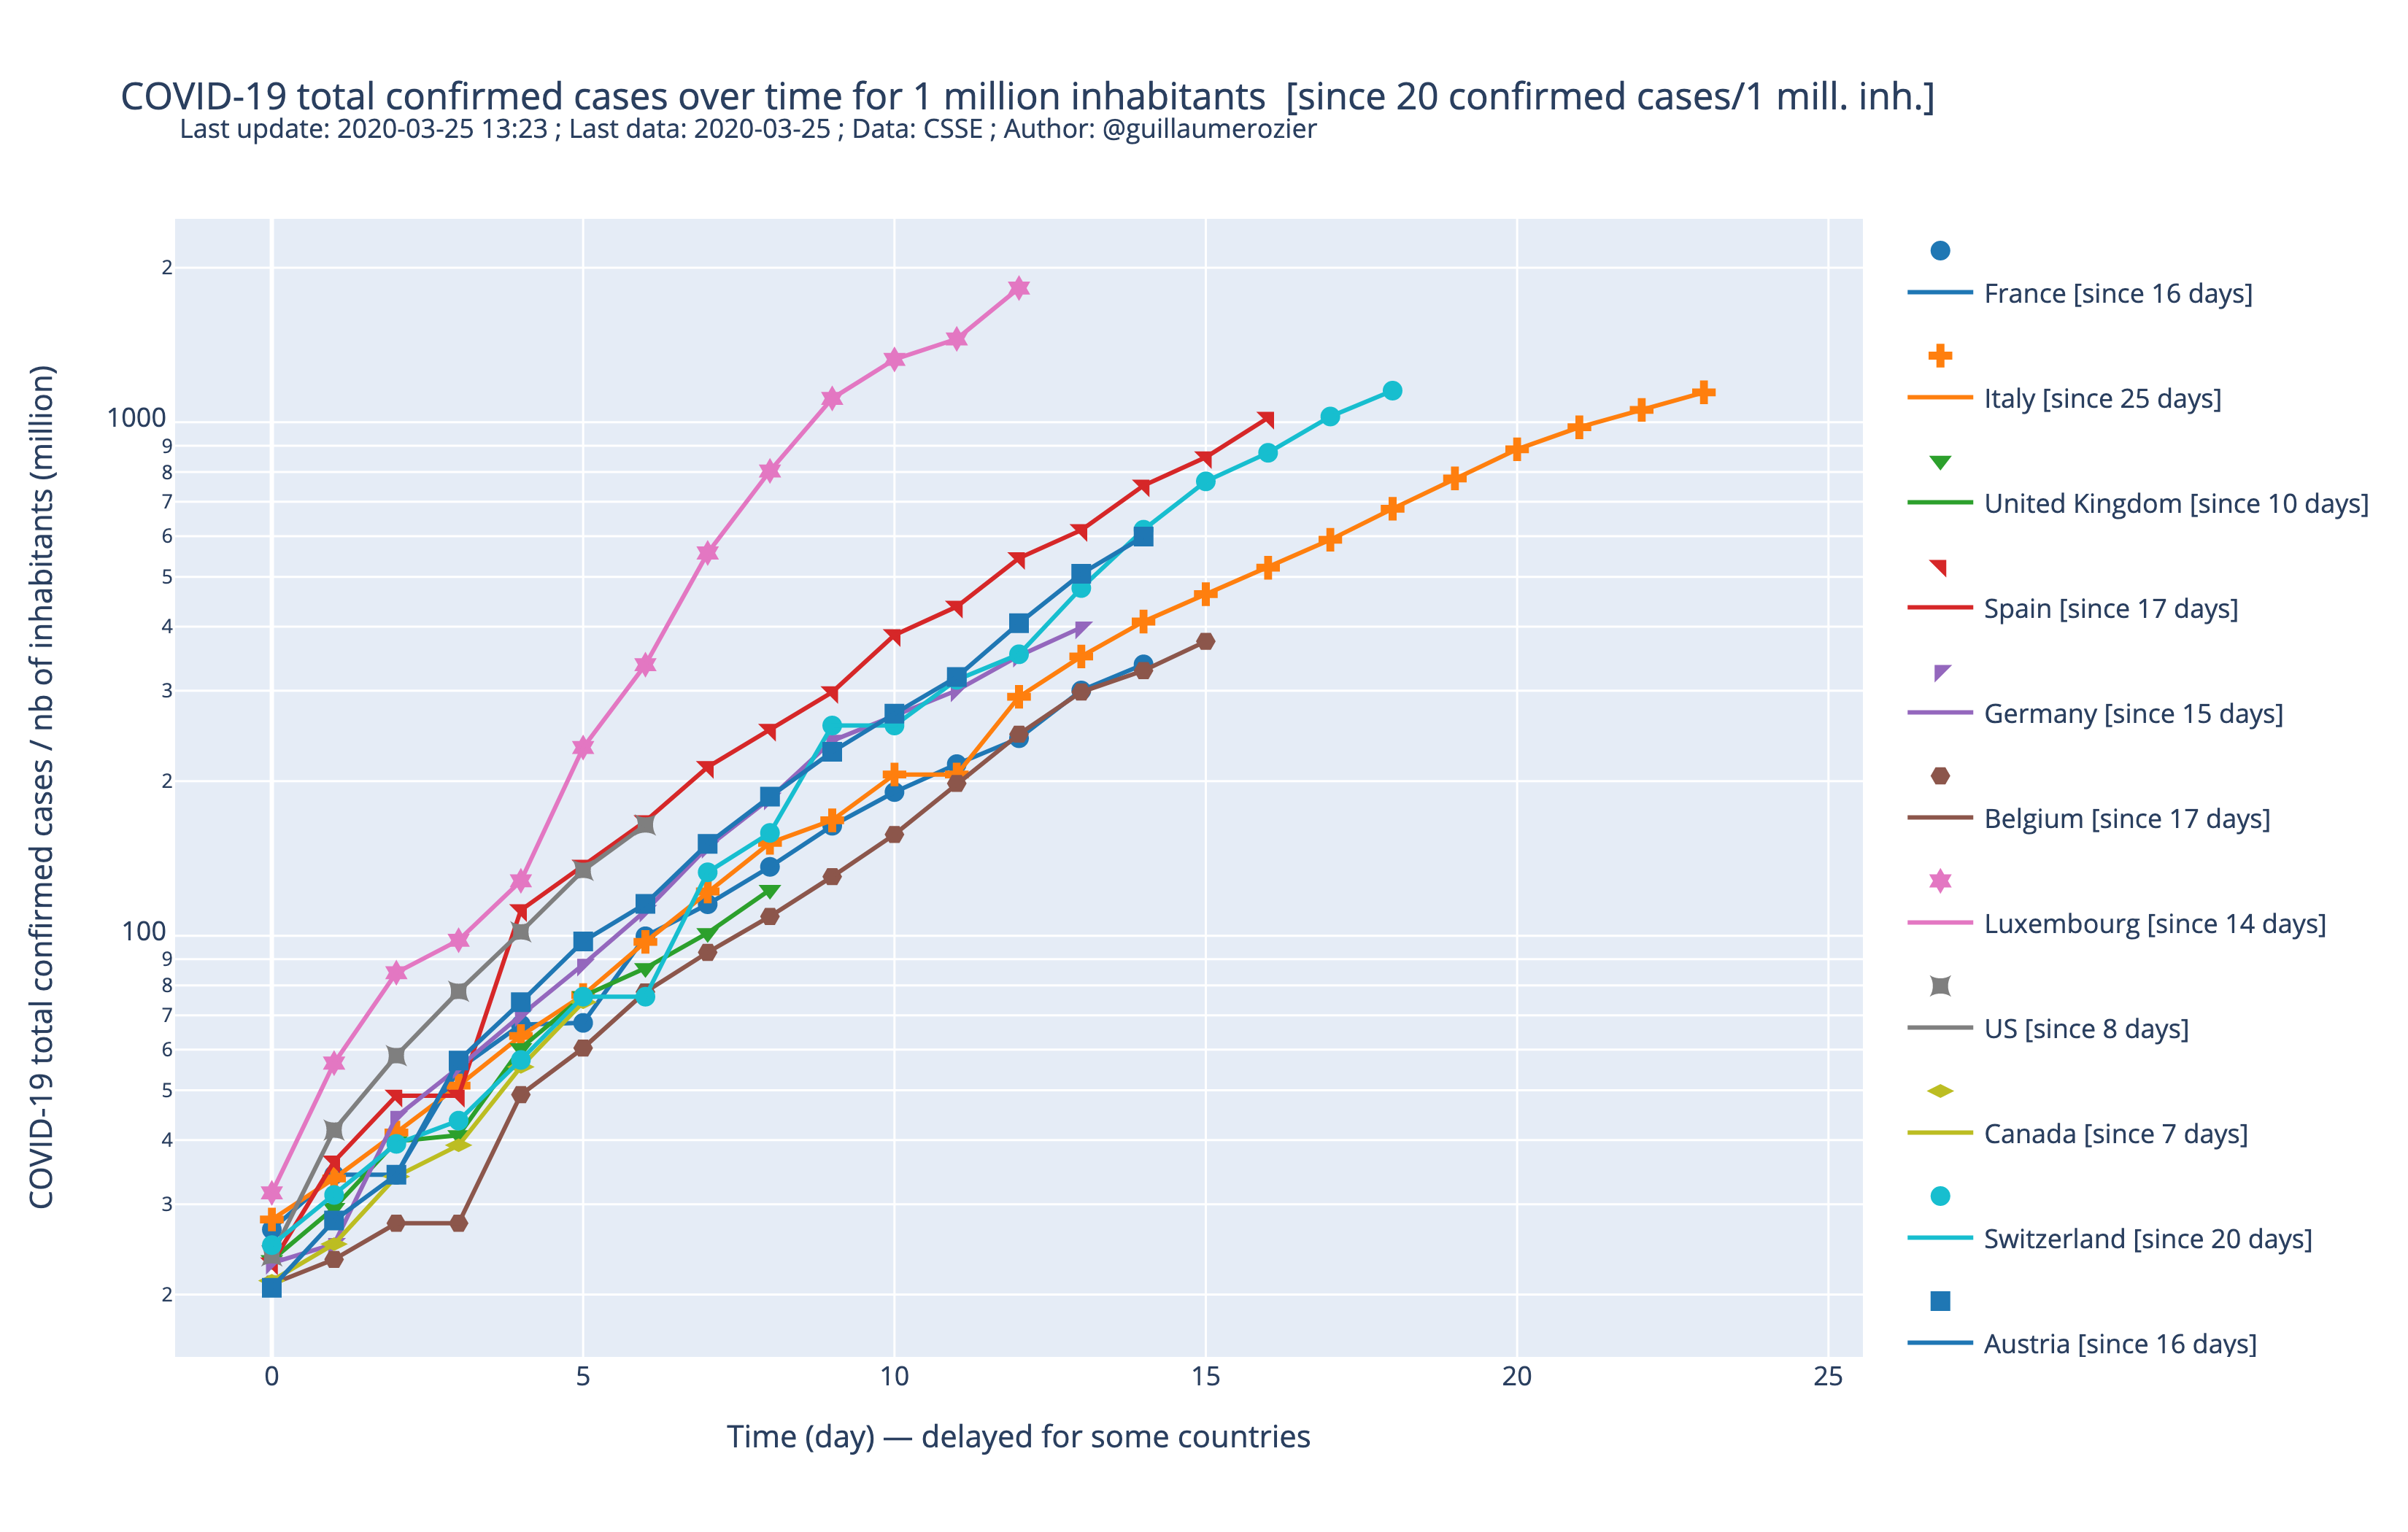 COVID-19 total confirmed cases over time for 1 million inhabitants [since 20 confirmed cases/1 mill. inh.]
Last update: 2020-03-25 13:23 ; Last data: 2020-03-25 ; Data: CSSE ; Author: @guillaumerozier
COVID-19 total confirmed cases / nb of inhabitants (million)
2
1000
9
8
7
6
5
4
3
2
100
9
8
7
6
5
4
3
2
0 5 10 15 20 25
Time (day) — delayed for some countries
France [since 16 days]
Italy [since 25 days]
United Kingdom [since 10 days]
Spain [since 17 days]
Germany [since 15 days]
Belgium [since 17 days]
Luxembourg [since 14 days]
US [since 8 days]
Canada [since 7 days]
Switzerland [since 20 days]
Austria [since 16 days]